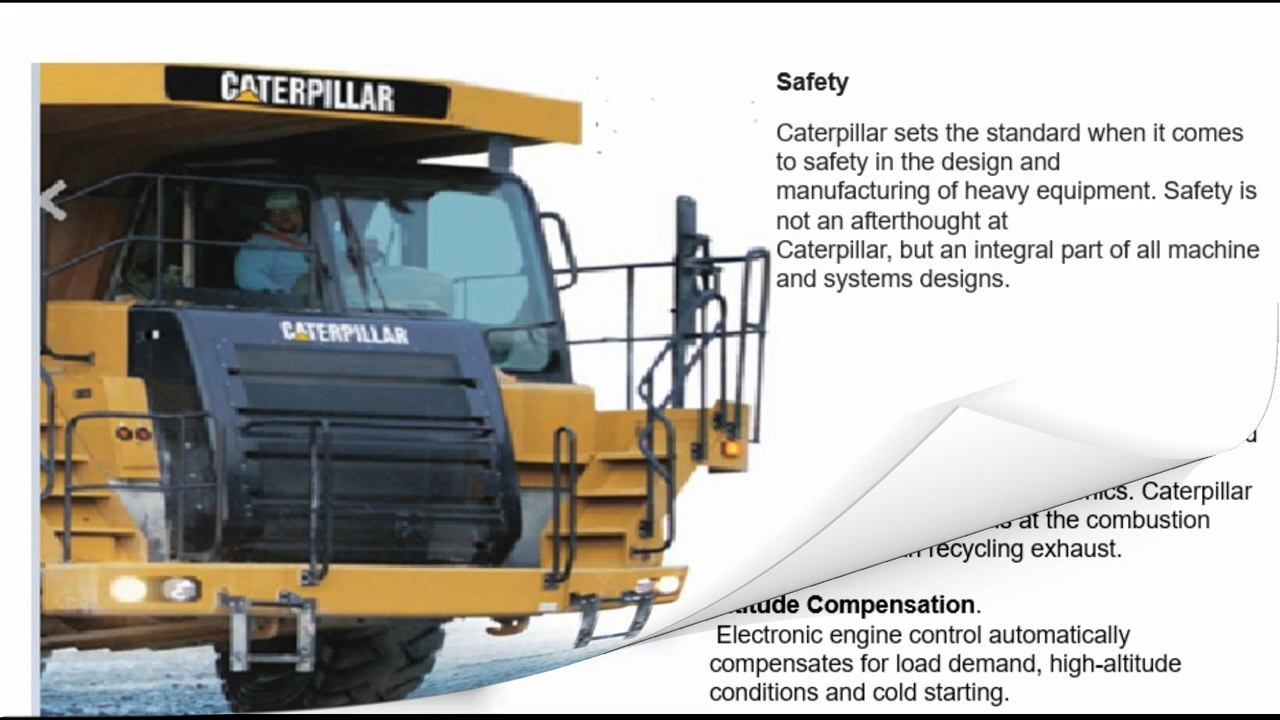 CATERPILLAR
CATERPILLAR
Safety
Caterpillar sets the standard when it comes
to safety in the design and
manufacturing of heavy equipment. Safety is
not an afterthought at
Caterpillar, but an integral part of all machine
and systems designs.
Caterpillar
at the combustion
recycling exhaust.
Compensation.
Electronic engine control automatically
compensates for load demand, high-altitude
conditions and cold starting.